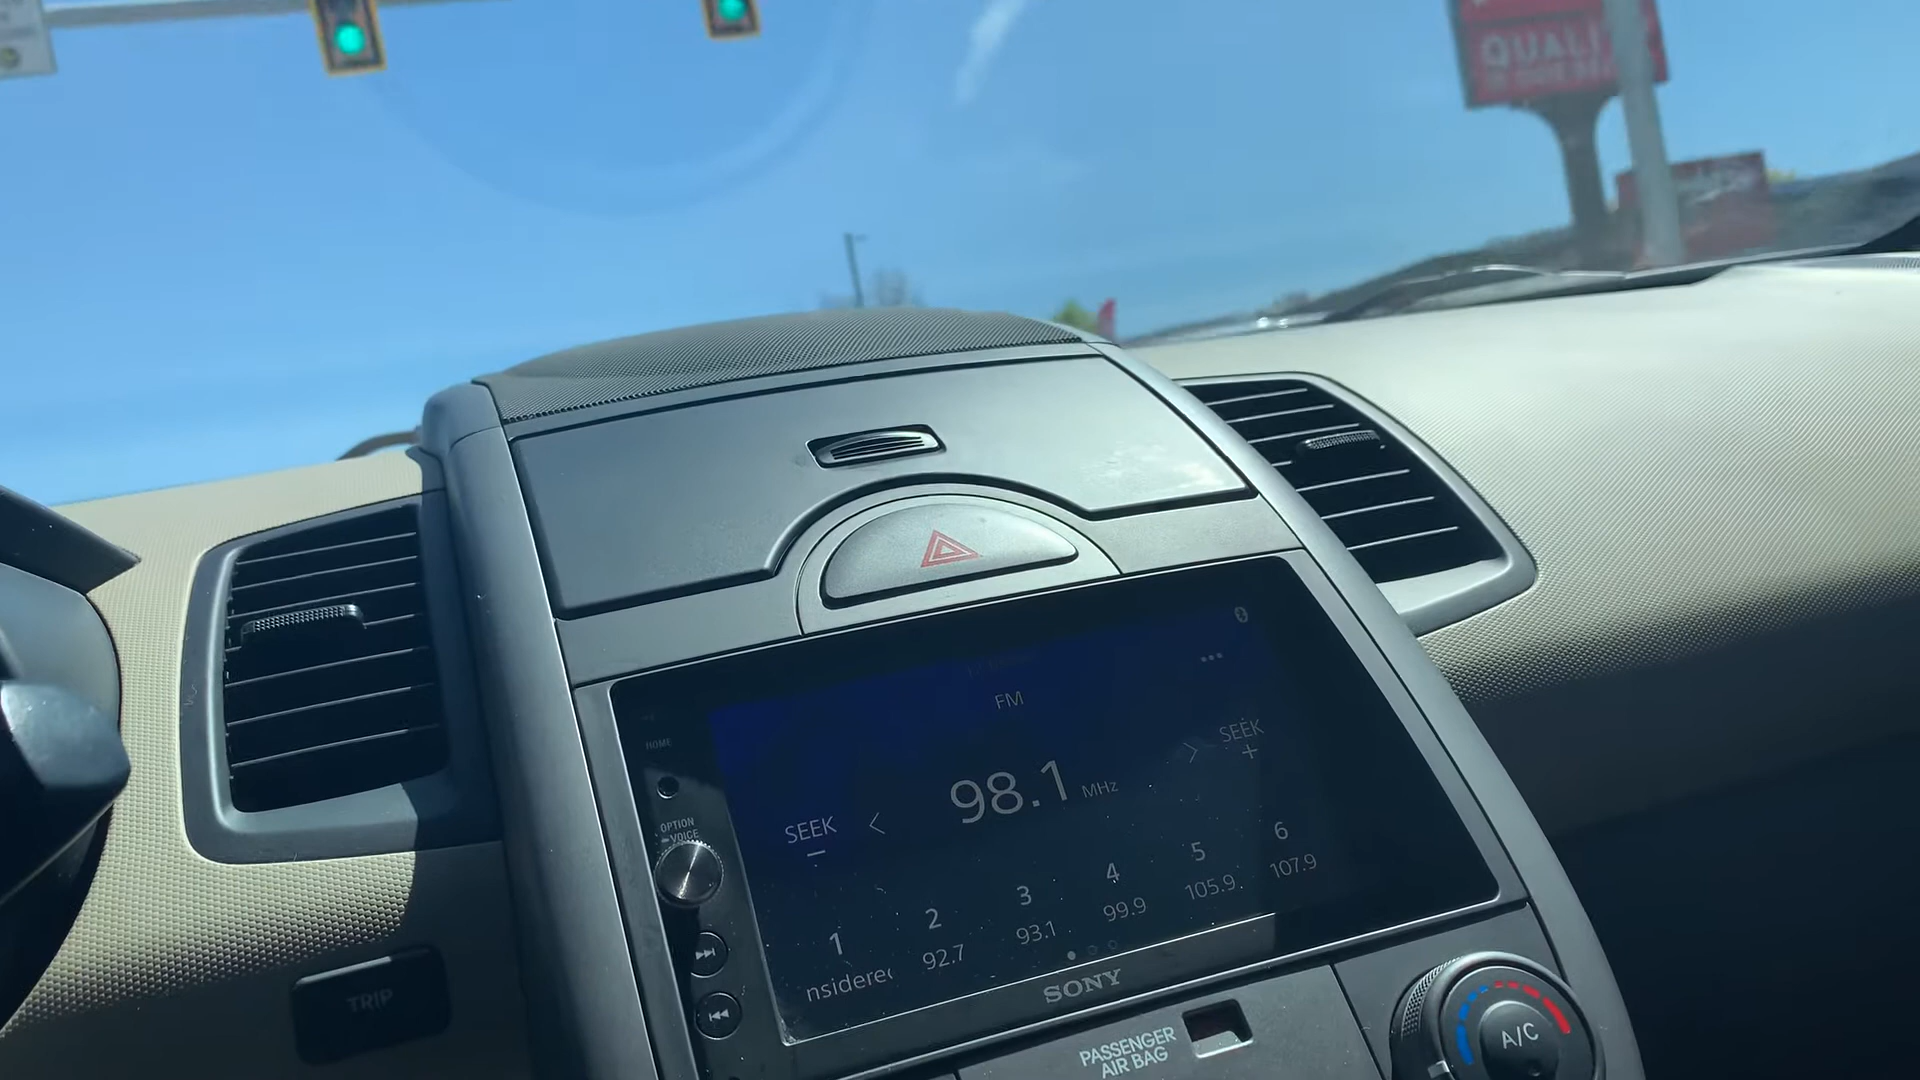 QUALI
HOME
FM
SEEK
+
98.1 MHz
OPTION
VOICE
SEEK
−
1 2 3 4 5 6
nsidere 92.7 93.1 99.9 105.9 107.9
SONY
TRIP
PASSENGER
AIR BAG
A/C